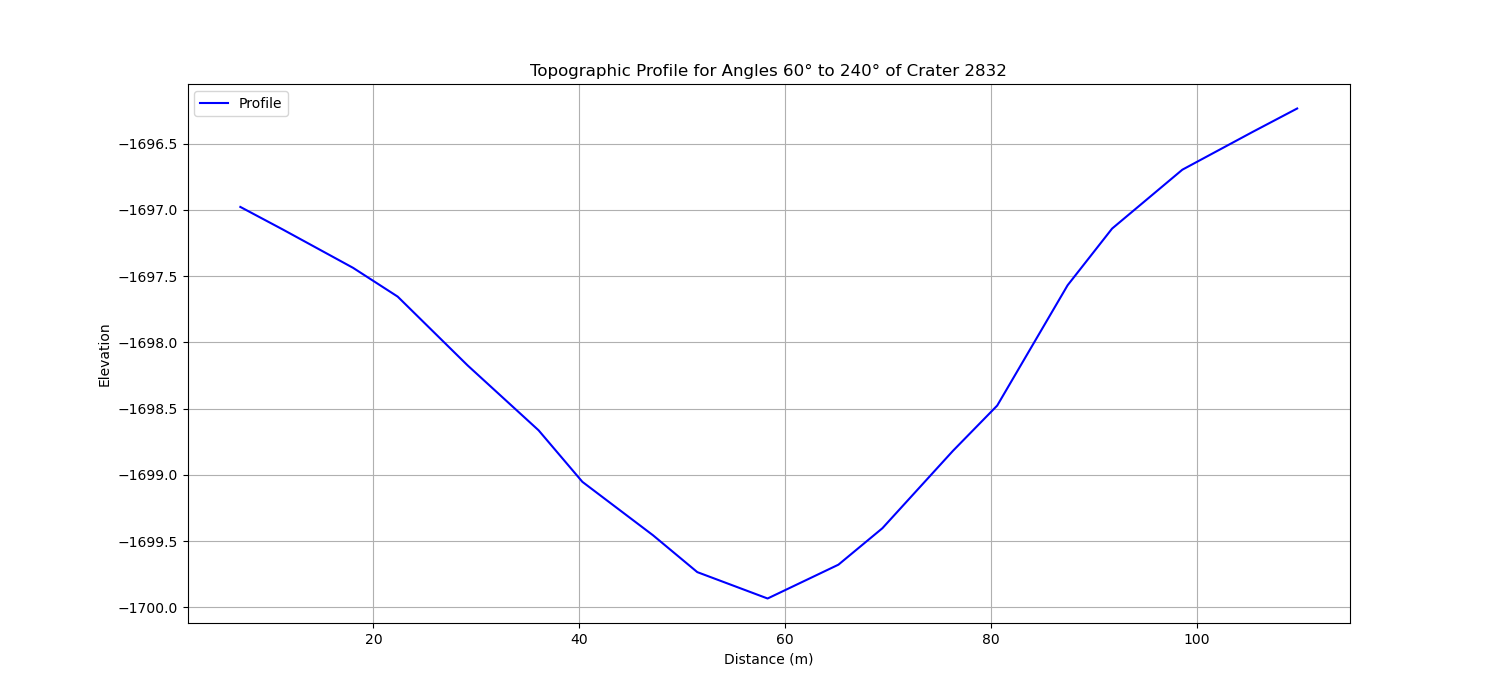 Topographic Profile for Angles 60° to 240° of Crater 2832
Profile
−1696.5
−1697.0
−1697.5
−1698.0
−1698.5
−1699.0
−1699.5
−1700.0
Elevation
20 40 60 80 100
Distance (m)